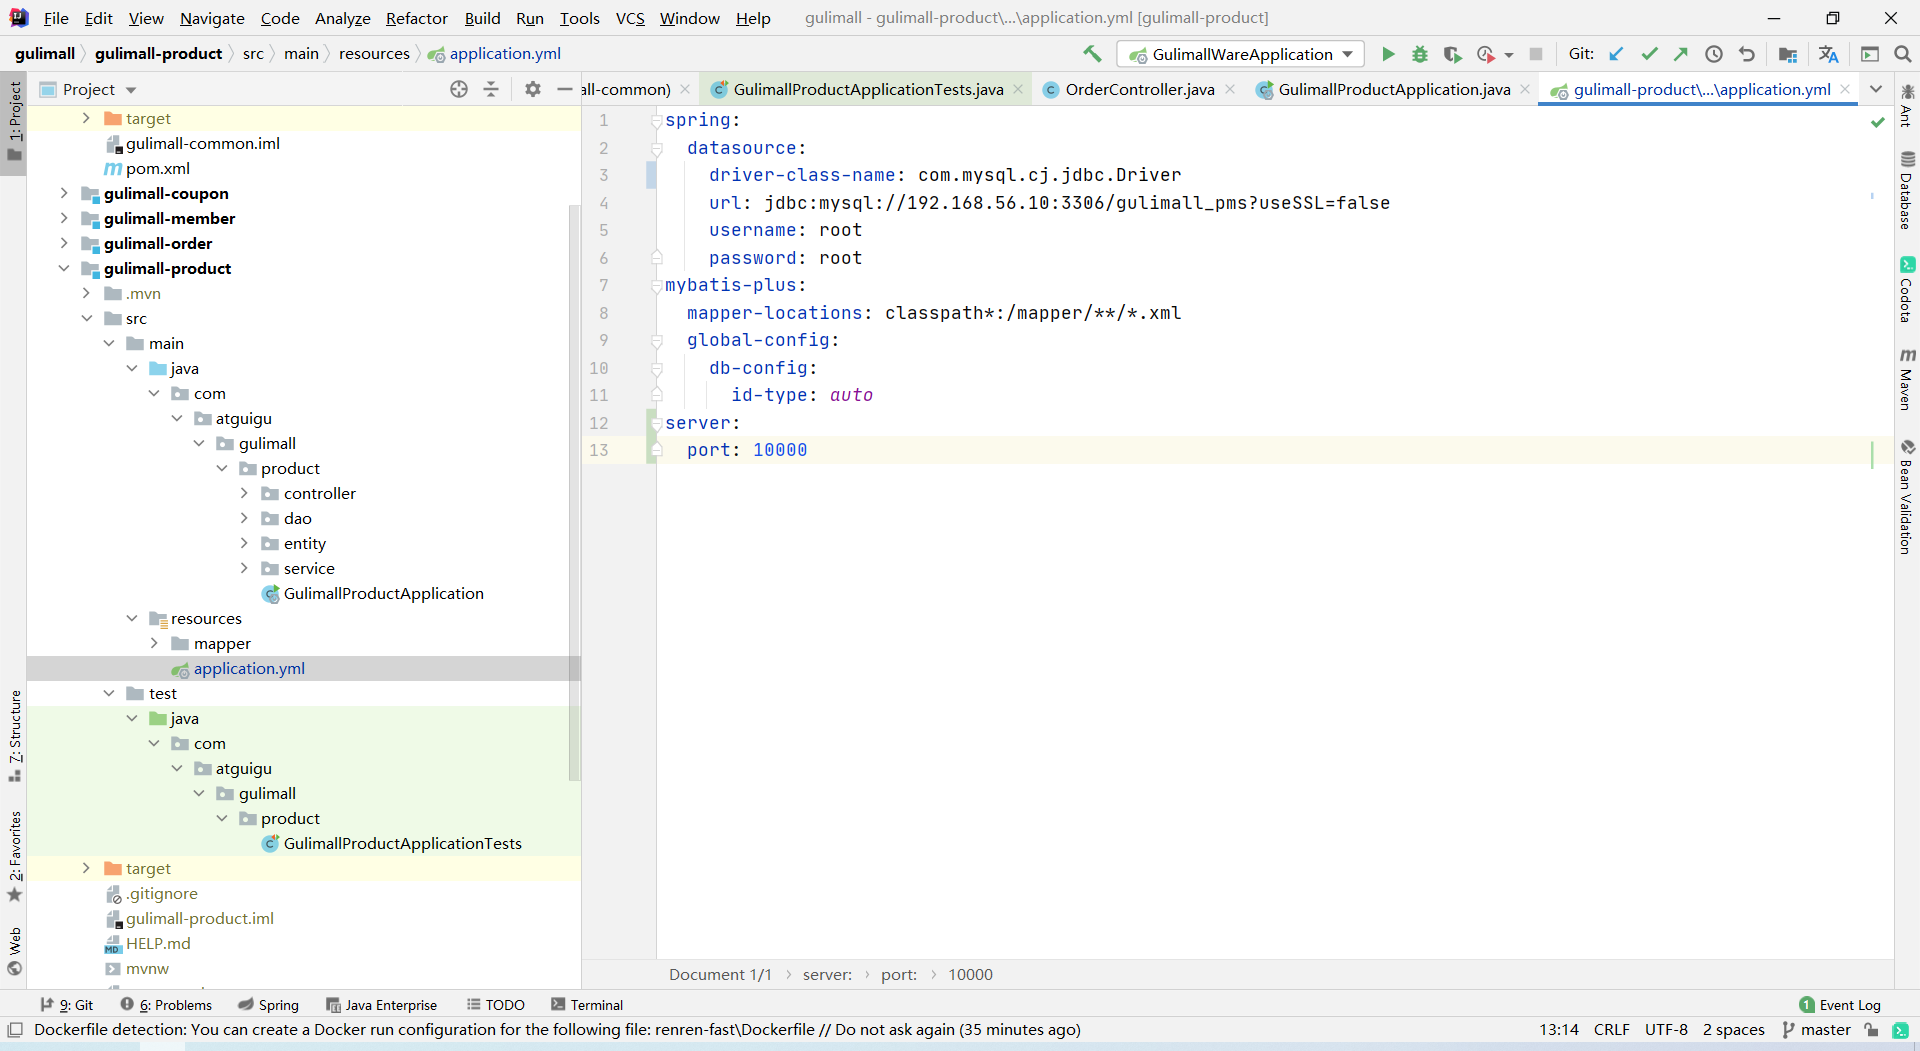 File Edit View Navigate Code Analyze Refactor Build Run Tools VCS Window Help gulimall - gulimall-product\...\application.yml [gulimall-product]
gulimall gulimall-product src main resources application.yml GulimallWareApplication Git:
Project all-common) GulimallProductApplicationTests.java OrderController.java GulimallProductApplication.java gulimall-product\...\application.yml
1: Project
7: Structure
2: Favorites
Web
target
gulimall-common.iml
pom.xml
gulimall-coupon
gulimall-member
gulimall-order
gulimall-product
.mvn
src
main
java
com
atguigu
gulimall
product
controller
dao
entity
service
GulimallProductApplication
resources
mapper
application.yml
test
java
com
atguigu
gulimall
product
GulimallProductApplicationTests
target
.gitignore
gulimall-product.iml
HELP.md
mvnw
1 spring:
2 datasource:
3 driver-class-name: com.mysql.cj.jdbc.Driver
4 url: jdbc:mysql://192.168.56.10:3306/gulimall_pms?useSSL=false
5 username: root
6 password: root
7 mybatis-plus:
8 mapper-locations: classpath*:/mapper/**/*.xml
9 global-config:
10 db-config:
11 id-type: auto
12 server:
13 port: 10000
Document 1/1 server: port: 10000
Ant
Database
Codota
Maven
Bean Validation
9: Git 6: Problems Spring Java Enterprise TODO Terminal 1 Event Log
Dockerfile detection: You can create a Docker run configuration for the following file: renren-fast\Dockerfile // Do not ask again (35 minutes ago) 13:14 CRLF UTF-8 2 spaces master